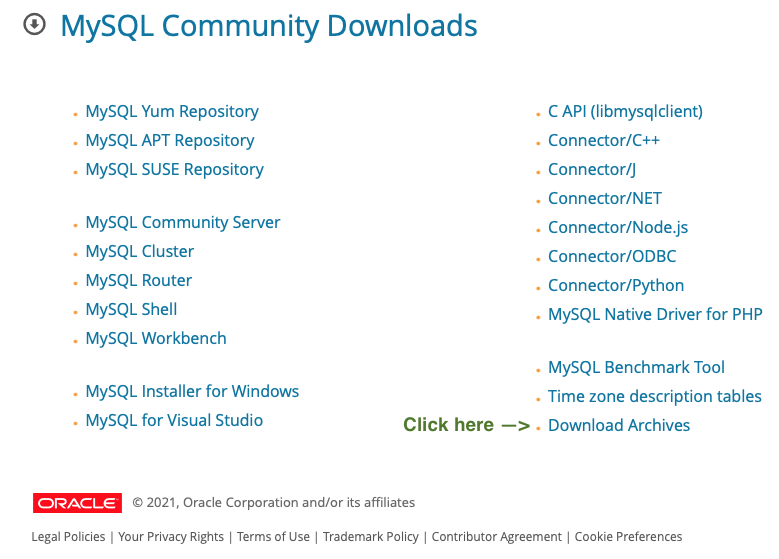 MySQL Community Downloads
MySQL Yum Repository
MySQL APT Repository
MySQL SUSE Repository
MySQL Community Server
MySQL Cluster
MySQL Router
MySQL Shell
MySQL Workbench
MySQL Installer for Windows
MySQL for Visual Studio
C API (libmysqlclient)
Connector/C++
Connector/J
Connector/NET
Connector/Node.js
Connector/ODBC
Connector/Python
MySQL Native Driver for PHP
MySQL Benchmark Tool
Time zone description tables
Click here —> Download Archives
ORACLE © 2021, Oracle Corporation and/or its affiliates
Legal Policies | Your Privacy Rights | Terms of Use | Trademark Policy | Contributor Agreement | Cookie Preferences